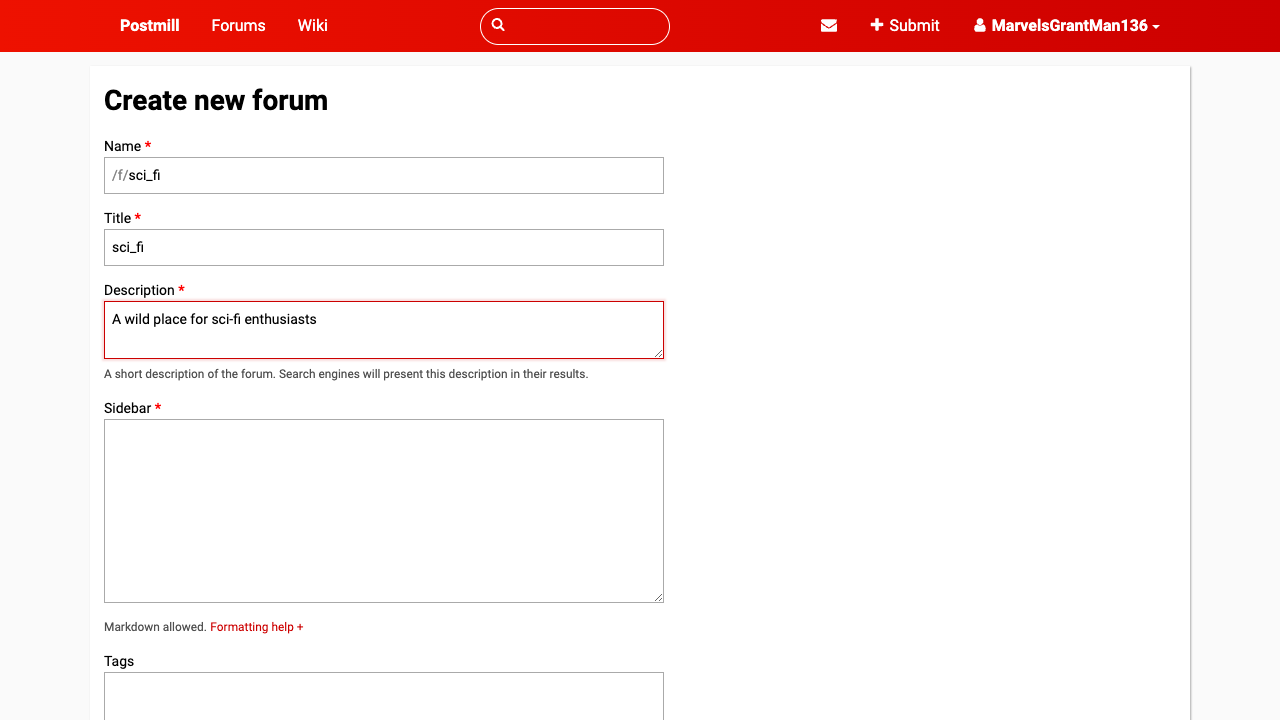 Postmill Forums Wiki Submit MarvelsGrantMan136
Create new forum
Name *
/f/sci_fi
Title *
sci_fi
Description *
A wild place for sci-fi enthusiasts
A short description of the forum. Search engines will present this description in their results.
Sidebar *
Markdown allowed. Formatting help +
Tags